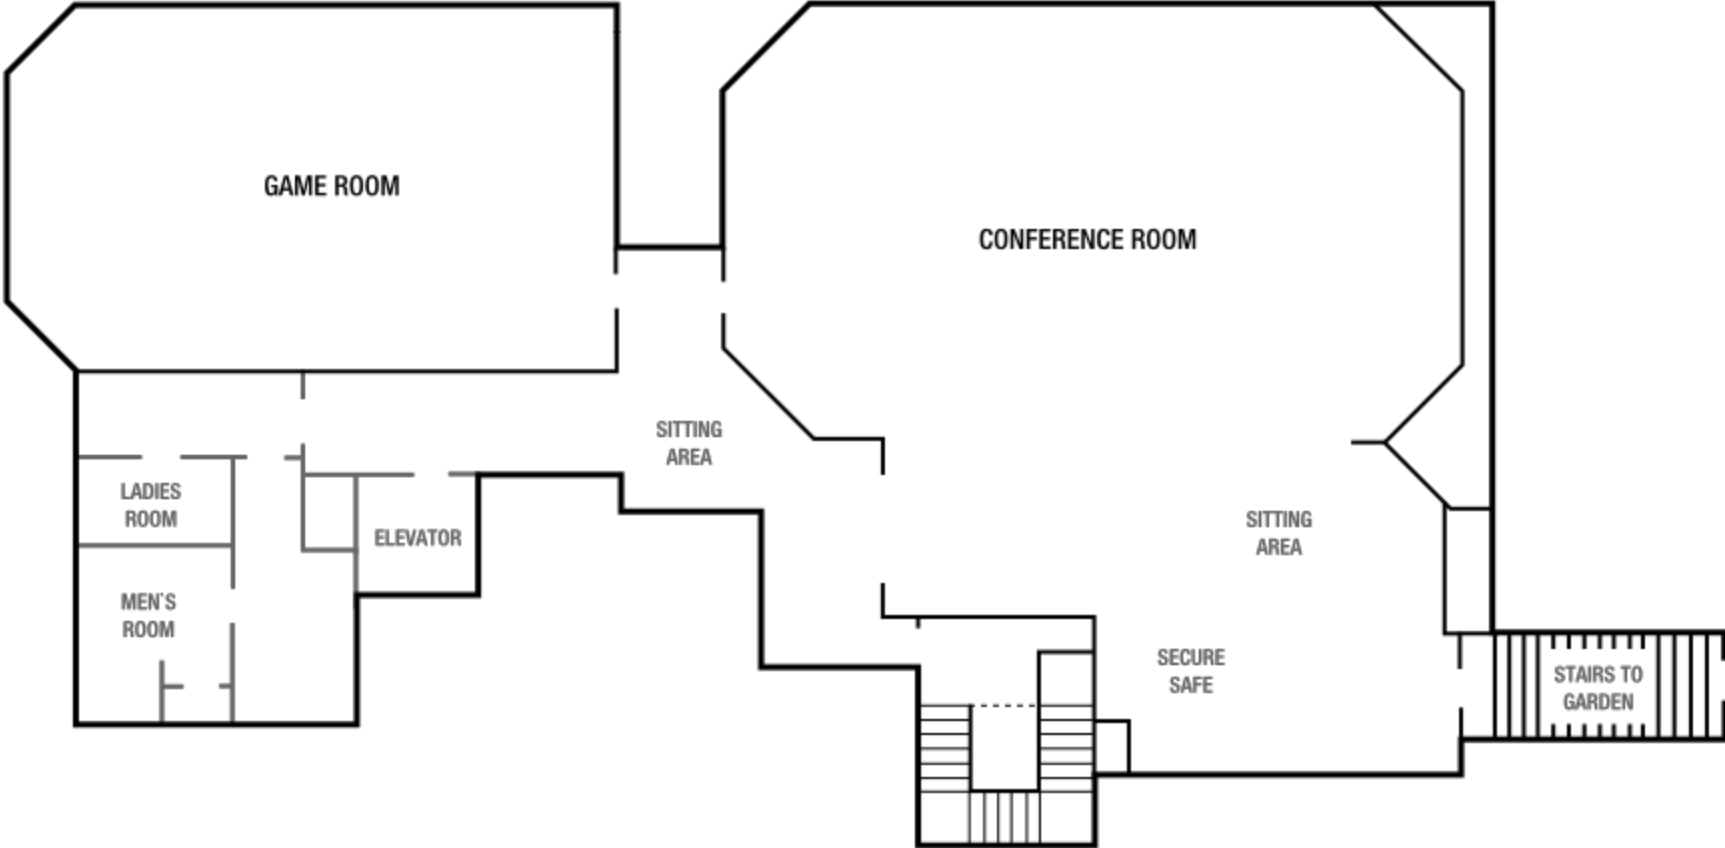 GAME ROOM
CONFERENCE ROOM
SITTING
AREA
LADIES
ROOM
ELEVATOR
SITTING
AREA
MEN'S
ROOM
SECURE
SAFE
STAIRS TO
GARDEN